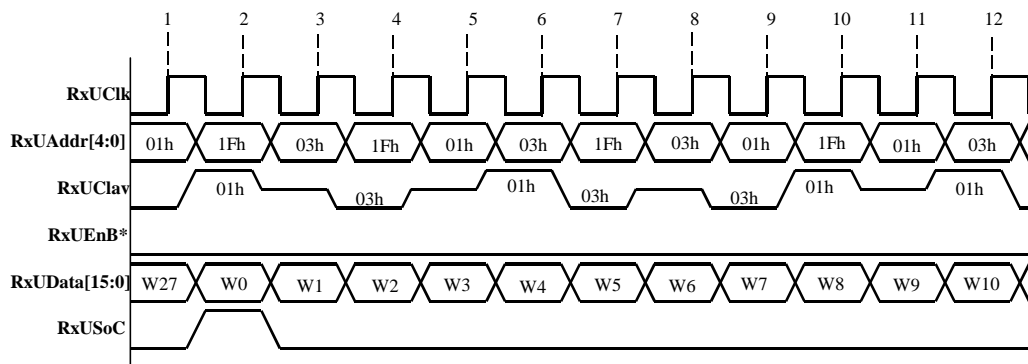 1 2 3 4 5 6 7 8 9 10 11 12
RxUClk
RxUAddr[4:0] 01h 1Fh 03h 1Fh 01h 03h 1Fh 03h 01h 1Fh 01h 03h
RxUClav 01h 03h 01h 03h 03h 01h 01h
RxUEnB*
RxUData[15:0] W27 W0 W1 W2 W3 W4 W5 W6 W7 W8 W9 W10
RxUSoC